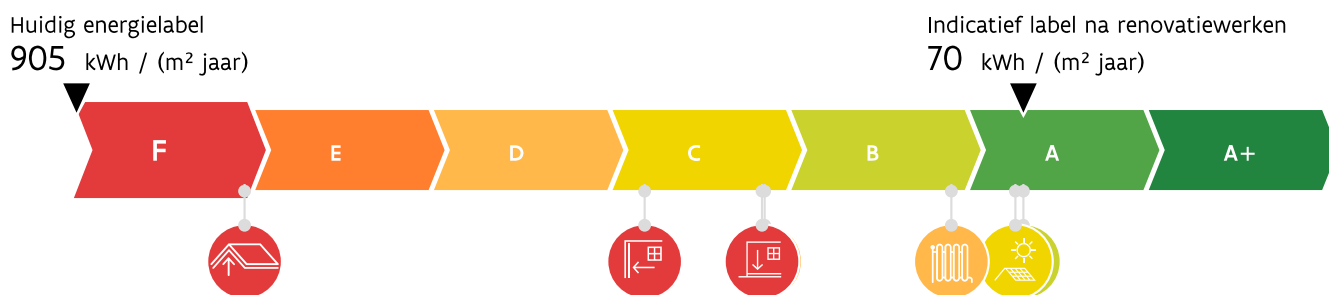 Huidig energielabel
905 kWh / (m² jaar)
Indicatief label na renovatiewerken
70 kWh / (m² jaar)
F E D C B A A+